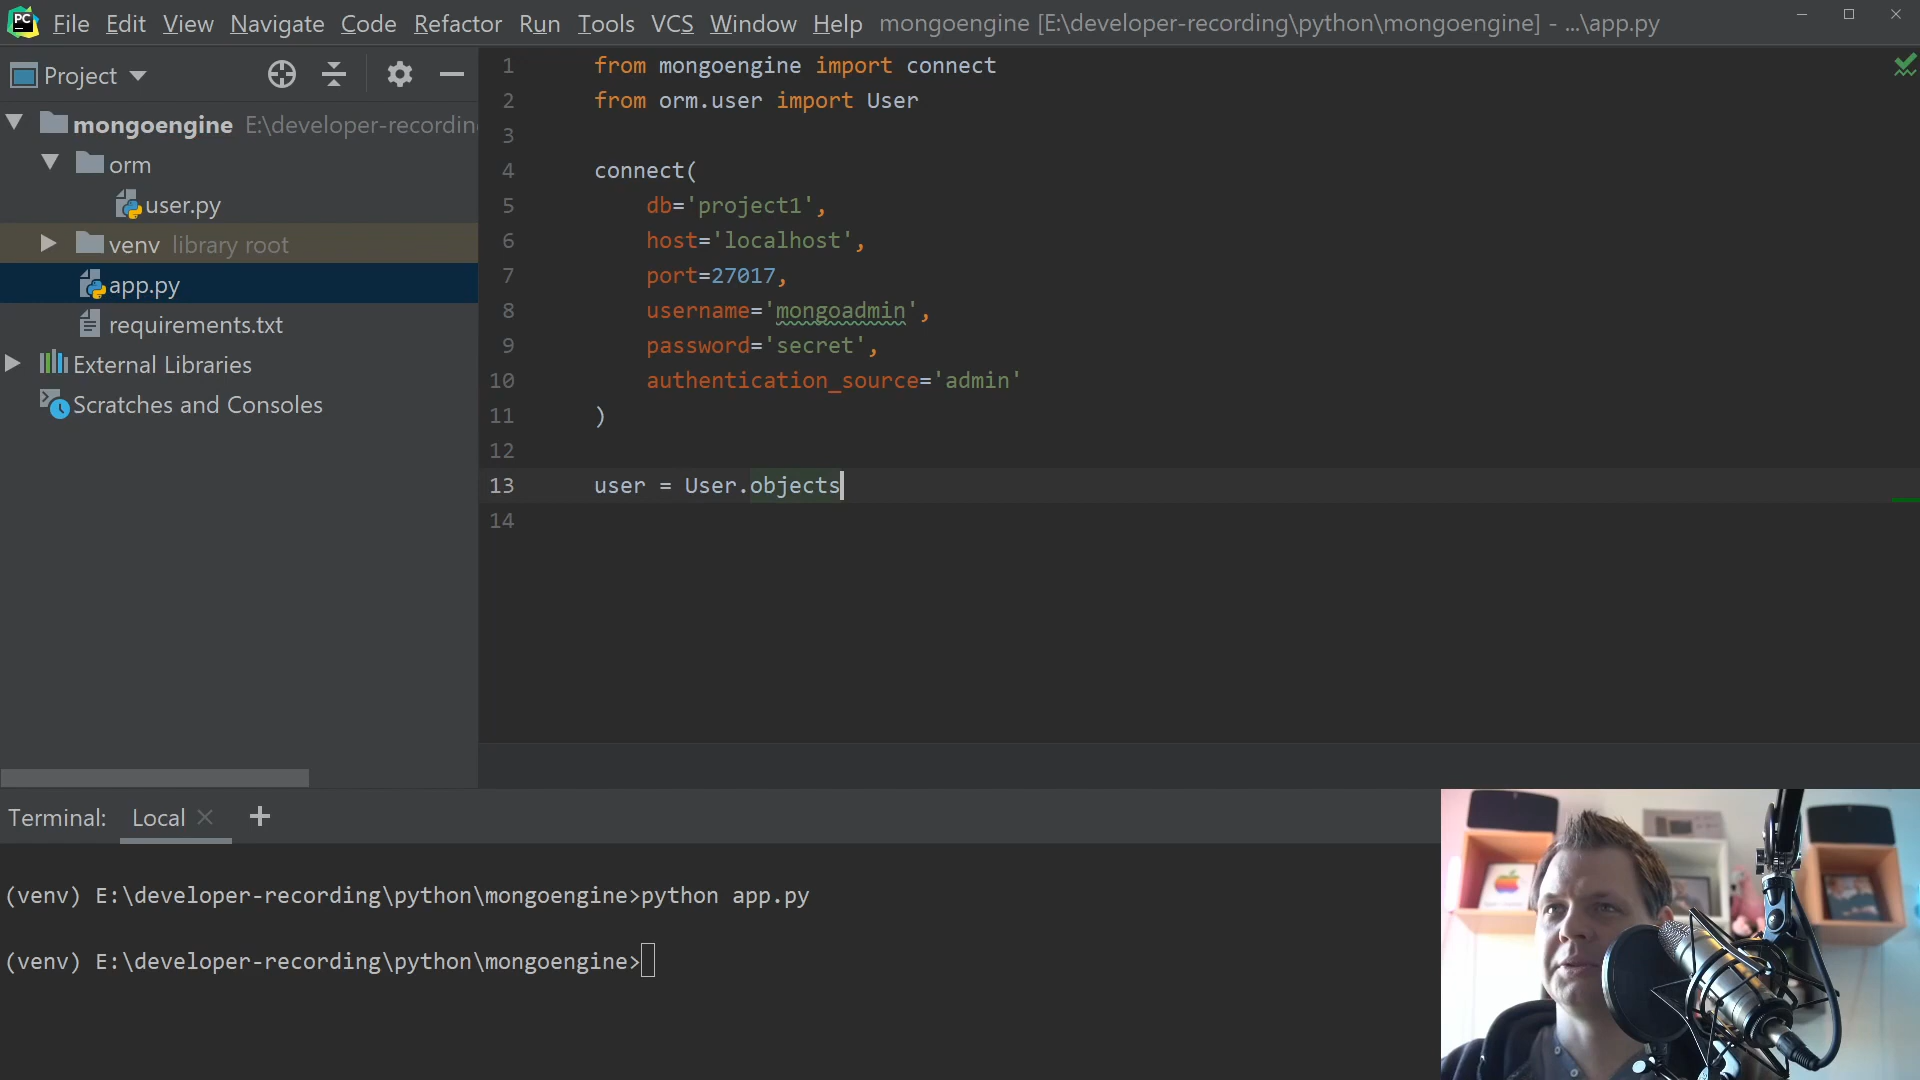 PC File Edit View Navigate Code Refactor Run Tools VCS Window Help mongoengine [E:\developer-recording\python\mongoengine] - ...\app.py
Project
mongoengine E:\developer-recordin
orm
user.py
venv library root
app.py
requirements.txt
External Libraries
Scratches and Consoles
1 from mongoengine import connect
2 from orm.user import User
3
4 connect(
5 db='project1',
6 host='localhost',
7 port=27017,
8 username='mongoadmin',
9 password='secret',
10 authentication_source='admin'
11 )
12
13 user = User.objects
14
Terminal: Local
(venv) E:\developer-recording\python\mongoengine>python app.py
(venv) E:\developer-recording\python\mongoengine>